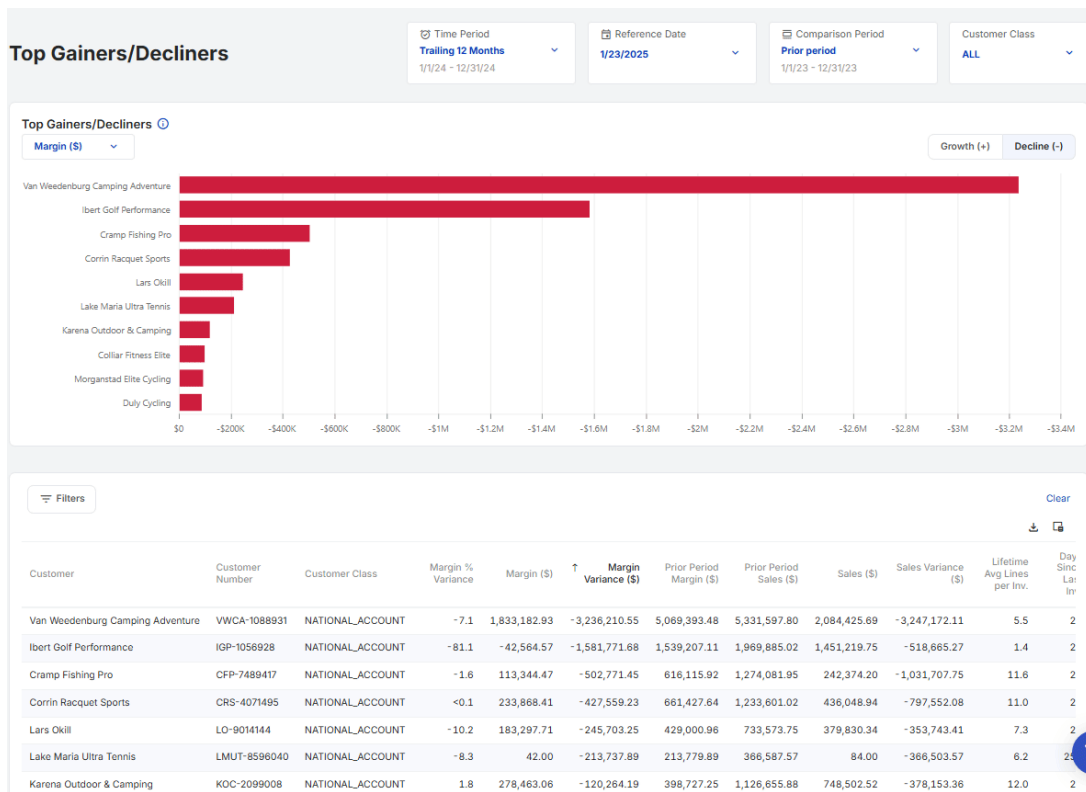 Top Gainers/Decliners
Time Period
Trailing 12 Months
1/1/24 - 12/31/24
Reference Date
1/23/2025
Comparison Period
Prior period
1/1/23 - 12/31/23
Customer Class
ALL
Top Gainers/Decliners
Margin ($)
Growth (+) Decline (-)
Van Weedenburg Camping Adventure
Ibert Golf Performance
Cramp Fishing Pro
Corrin Racquet Sports
Lars Okill
Lake Maria Ultra Tennis
Karena Outdoor & Camping
Colliar Fitness Elite
Morganstad Elite Cycling
Duly Cycling
$0 -$200K -$400K -$600K -$800K -$1M -$1.2M -$1.4M -$1.6M -$1.8M -$2M -$2.2M -$2.4M -$2.6M -$2.8M -$3M -$3.2M -$3.4M
Filters
Clear
Customer
Customer
Number
Customer Class
Margin %
Variance
Margin ($)
↑ Margin
Variance ($)
Prior Period
Margin ($)
Prior Period
Sales ($)
Sales ($)
Sales Variance
($)
Lifetime
Avg Lines
per Inv.
Day
Sinc
Las
Inv
Van Weedenburg Camping Adventure VWCA-1088931 NATIONAL_ACCOUNT -7.1 1,833,182.93 -3,236,210.55 5,069,393.48 5,331,597.80 2,084,425.69 -3,247,172.11 5.5 2
Ibert Golf Performance IGP-1056928 NATIONAL_ACCOUNT -81.1 -42,564.57 -1,581,771.68 1,539,207.11 1,969,885.02 1,451,219.75 -518,665.27 1.4 2
Cramp Fishing Pro CFP-7489417 NATIONAL_ACCOUNT -1.6 113,344.47 -502,771.45 616,115.92 1,274,081.95 242,374.20 -1,031,707.75 11.6 2
Corrin Racquet Sports CRS-4071495 NATIONAL_ACCOUNT <0.1 233,868.41 -427,559.23 661,427.64 1,233,601.02 436,048.94 -797,552.08 11.0 2
Lars Okill LO-9014144 NATIONAL_ACCOUNT -10.2 183,297.71 -245,703.25 429,000.96 733,573.75 379,830.34 -353,743.41 7.3 2
Lake Maria Ultra Tennis LMUT-8596040 NATIONAL_ACCOUNT -8.3 42.00 -213,737.89 213,779.89 366,587.57 84.00 -366,503.57 6.2
Karena Outdoor & Camping KOC-2099008 NATIONAL_ACCOUNT 1.8 278,463.06 -120,264.19 398,727.25 1,126,655.88 748,502.52 -378,153.36 12.0 2